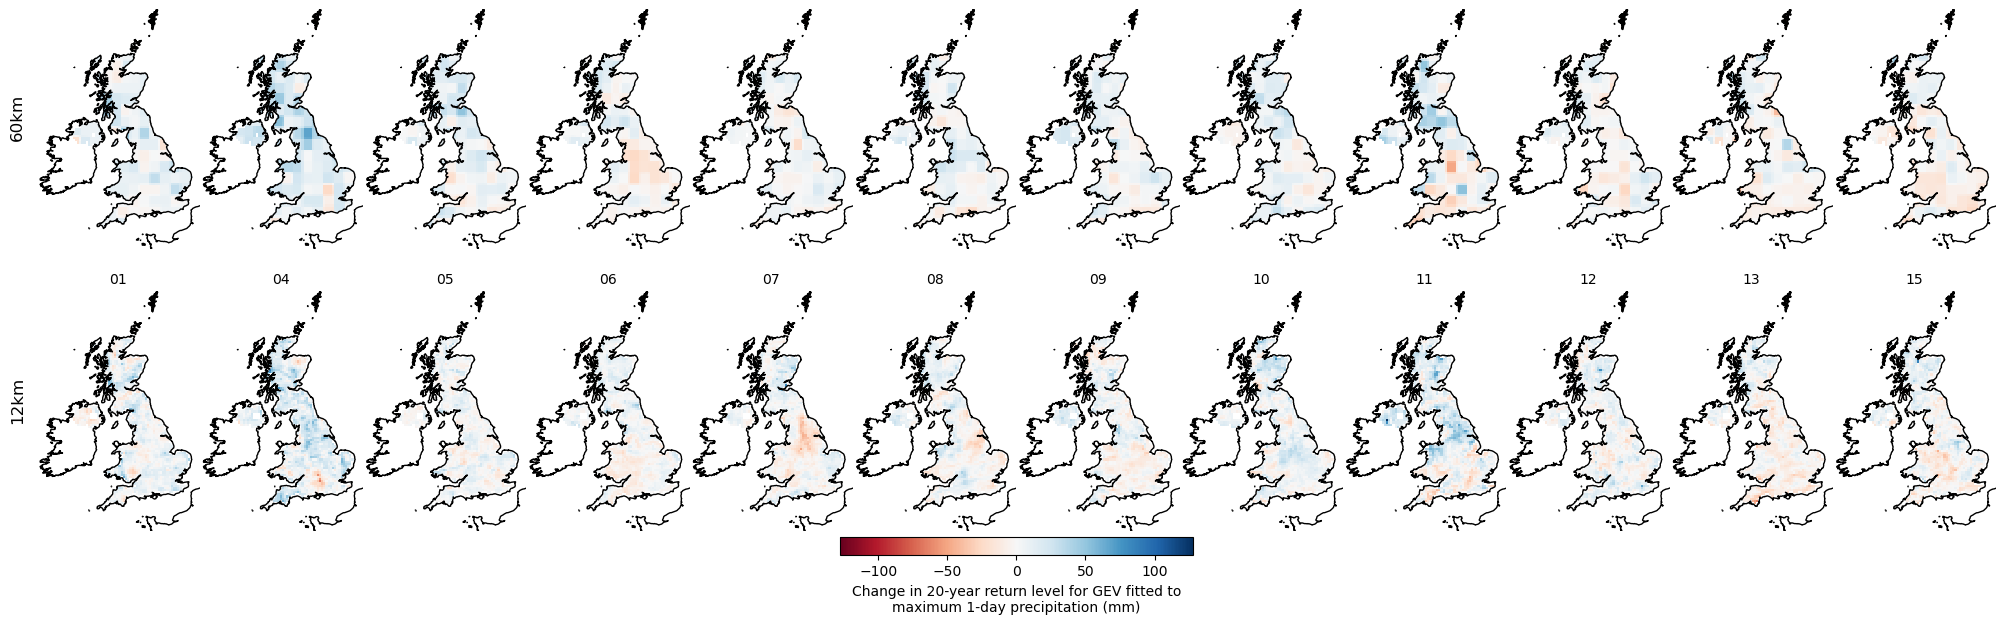 60km
01 04 05 06 07 08 09 10 11 12 13 15
12km
−100 −50 0 50 100
Change in 20-year return level for GEV fitted to
maximum 1-day precipitation (mm)